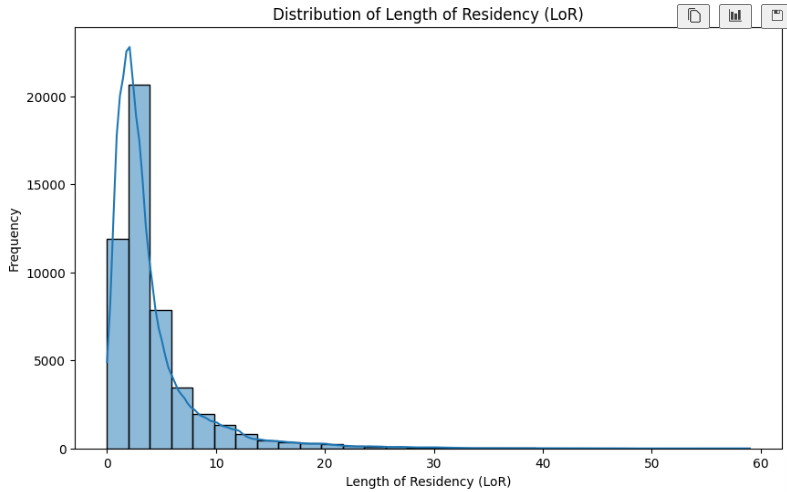 Distribution of Length of Residency (LoR)
20000
15000
10000
5000
0
Frequency
0 10 20 30 40 50 60
Length of Residency (LoR)